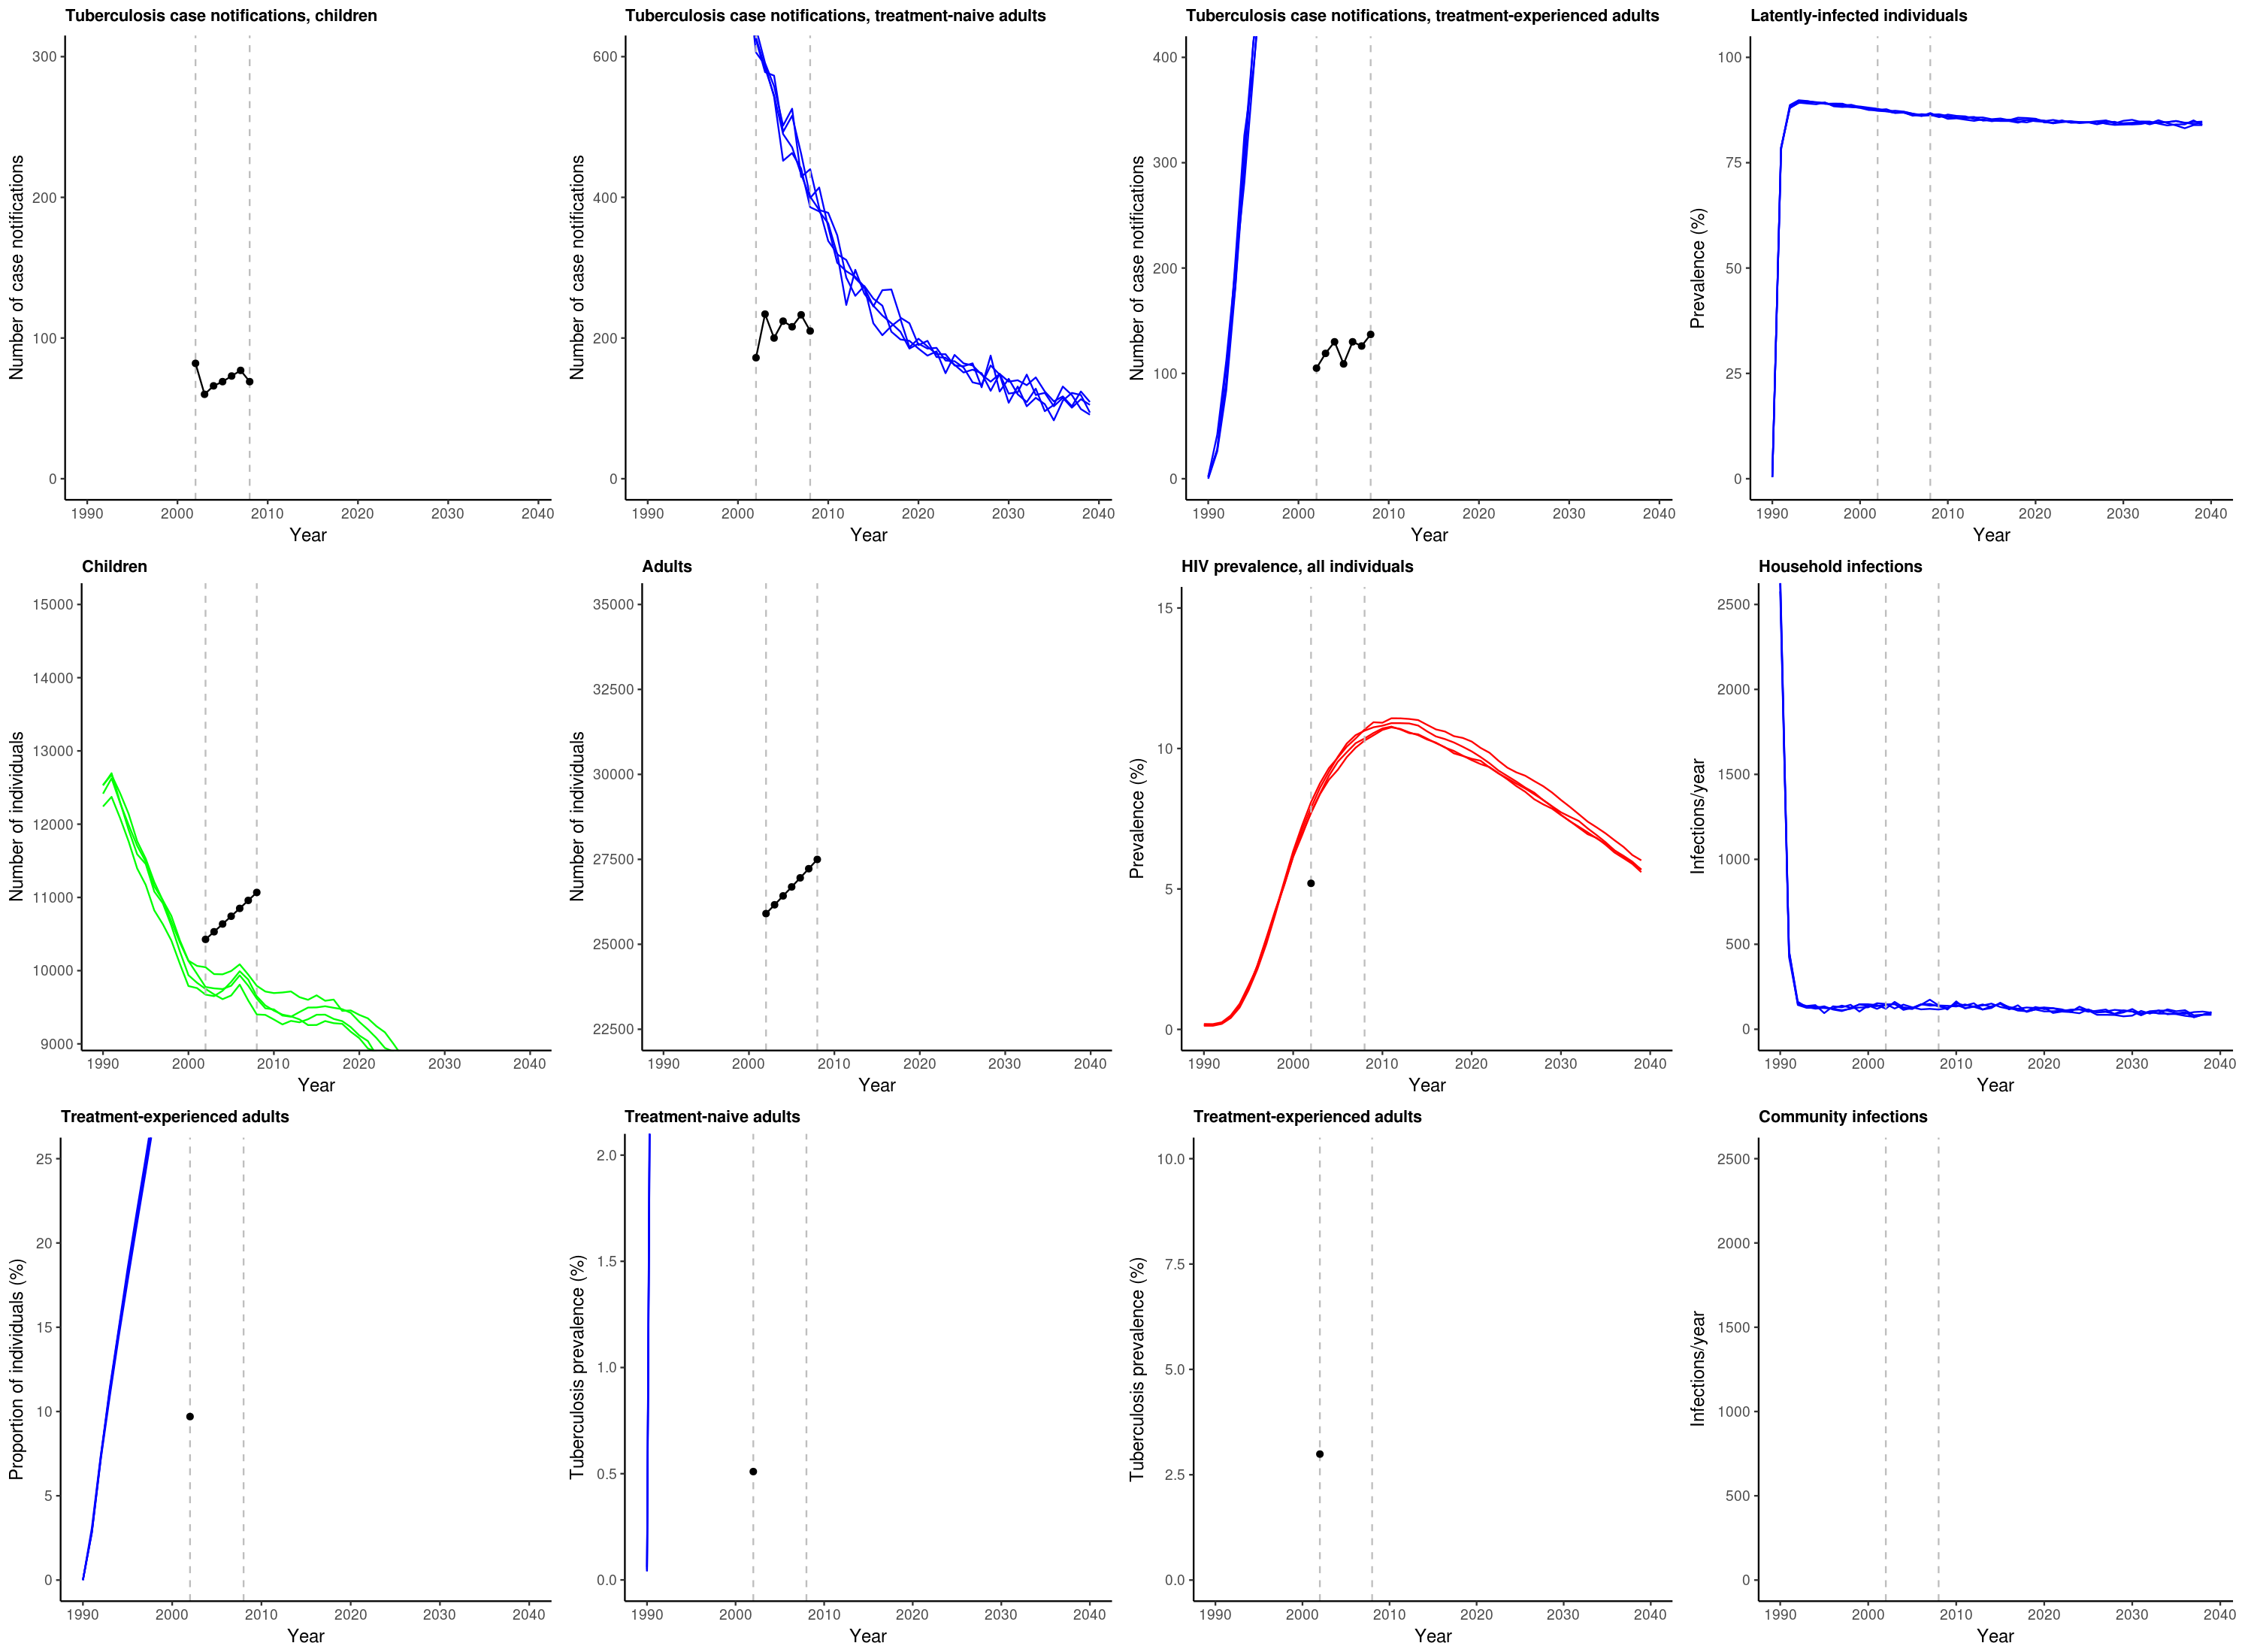 Tuberculosis case notifications, children
Number of case notifications
300
200
100
0
1990 2000 2010 2020 2030 2040
Year
Tuberculosis case notifications, treatment-naive adults
Number of case notifications
600
400
200
0
1990 2000 2010 2020 2030 2040
Year
Tuberculosis case notifications, treatment-experienced adults
Number of case notifications
400
300
200
100
0
1990 2000 2010 2020 2030 2040
Year
Latently-infected individuals
Prevalence (%)
100
75
50
25
0
1990 2000 2010 2020 2030 2040
Year
Children
Number of individuals
15000
14000
13000
12000
11000
10000
9000
1990 2000 2010 2020 2030 2040
Year
Adults
Number of individuals
35000
32500
30000
27500
25000
22500
1990 2000 2010 2020 2030 2040
Year
HIV prevalence, all individuals
Prevalence (%)
15
10
5
0
1990 2000 2010 2020 2030 2040
Year
Household infections
Infections/year
2500
2000
1500
1000
500
0
1990 2000 2010 2020 2030 2040
Year
Treatment-experienced adults
Proportion of individuals (%)
25
20
15
10
5
0
1990 2000 2010 2020 2030 2040
Year
Treatment-naive adults
Tuberculosis prevalence (%)
2.0
1.5
1.0
0.5
0.0
1990 2000 2010 2020 2030 2040
Year
Treatment-experienced adults
Tuberculosis prevalence (%)
10.0
7.5
5.0
2.5
0.0
1990 2000 2010 2020 2030 2040
Year
Community infections
Infections/year
2500
2000
1500
1000
500
0
1990 2000 2010 2020 2030 2040
Year